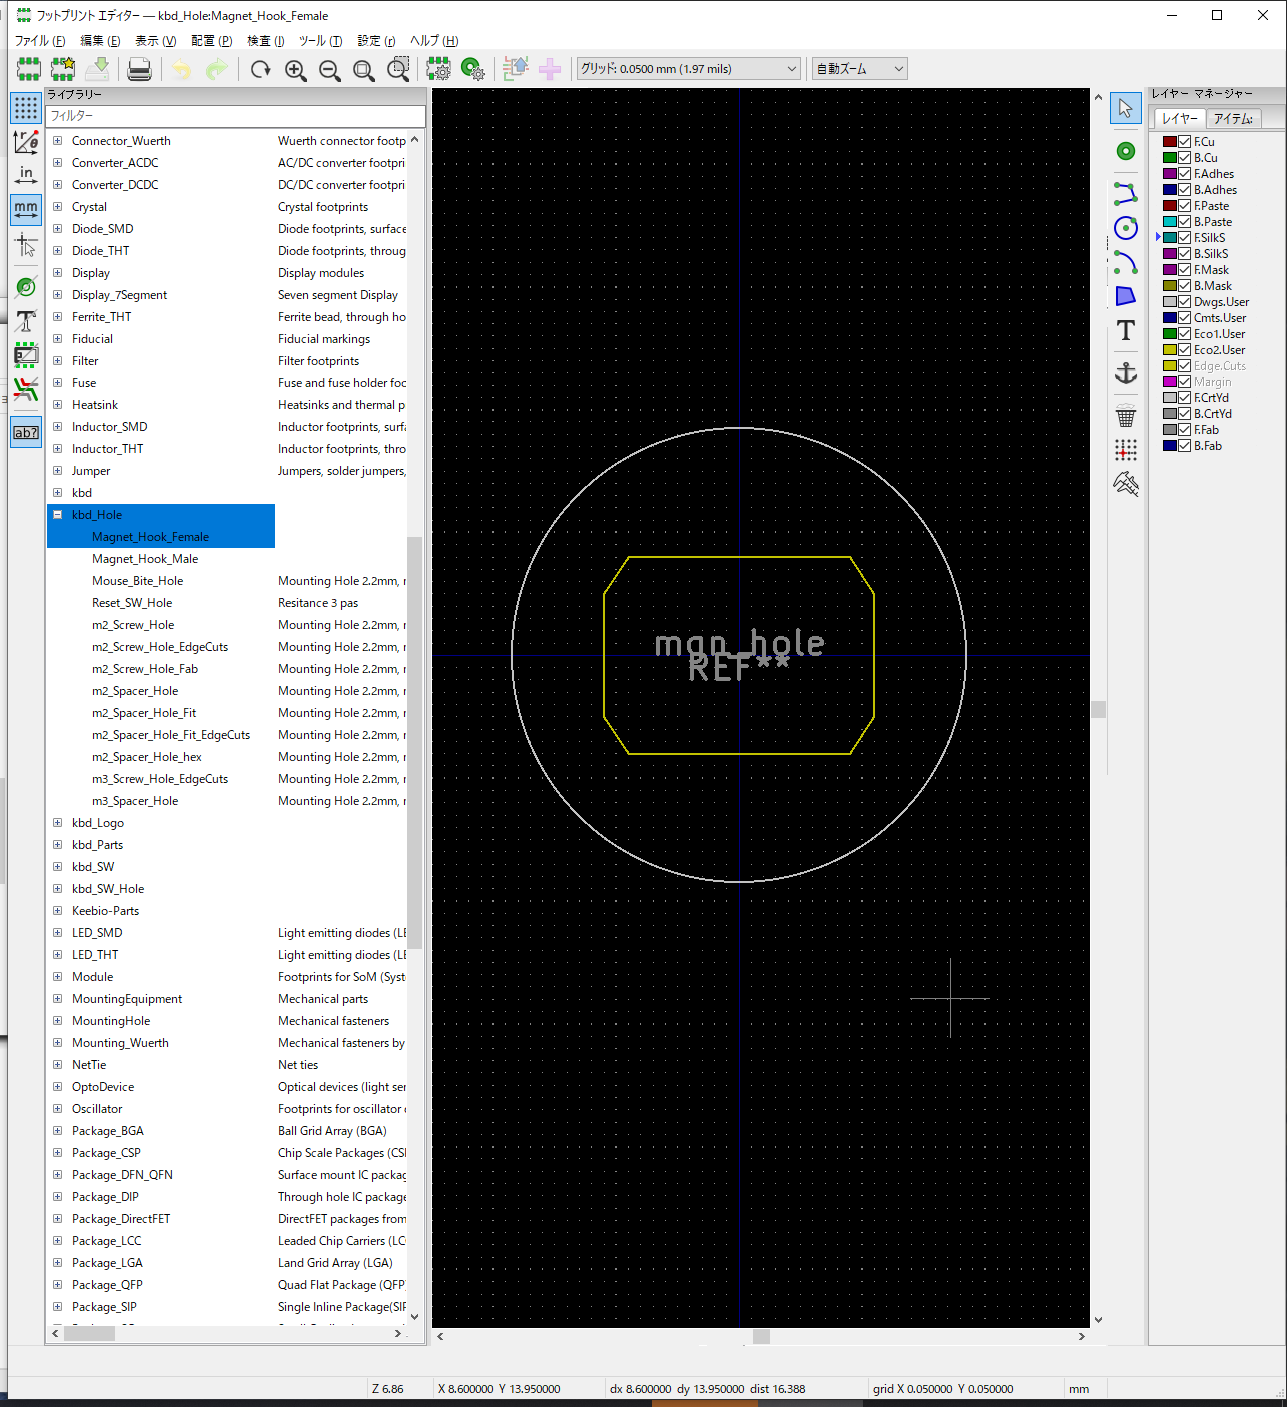 フットプリント エディター — kbd_Hole:Magnet_Hook_Female
ファイル (F) 編集 (E) 表示 (V) 配置 (P) 検査 (I) ツール (T) 設定 (r) ヘルプ (H)
グリッド: 0.0500 mm (1.97 mils) 自動ズーム
ライブラリー
フィルター
Connector_Wuerth Wuerth connector footp
Converter_ACDC AC/DC converter footpri
Converter_DCDC DC/DC converter footpri
Crystal Crystal footprints
Diode_SMD Diode footprints, surface
Diode_THT Diode footprints, throug
Display Display modules
Display_7Segment Seven segment Display
Ferrite_THT Ferrite bead, through ho
Fiducial Fiducial markings
Filter Filter footprints
Fuse Fuse and fuse holder foc
Heatsink Heatsinks and thermal p
Inductor_SMD Inductor footprints, surfa
Inductor_THT Inductor footprints, thro
Jumper Jumpers, solder jumpers,
kbd
kbd_Hole
Magnet_Hook_Female
Magnet_Hook_Male
Mouse_Bite_Hole Mounting Hole 2.2mm, r
Reset_SW_Hole Resitance 3 pas
m2_Screw_Hole Mounting Hole 2.2mm, r
m2_Screw_Hole_EdgeCuts Mounting Hole 2.2mm, r
m2_Screw_Hole_Fab Mounting Hole 2.2mm, r
m2_Spacer_Hole Mounting Hole 2.2mm, r
m2_Spacer_Hole_Fit Mounting Hole 2.2mm, r
m2_Spacer_Hole_Fit_EdgeCuts Mounting Hole 2.2mm, r
m2_Spacer_Hole_hex Mounting Hole 2.2mm, r
m3_Screw_Hole_EdgeCuts Mounting Hole 2.2mm, r
m3_Spacer_Hole Mounting Hole 2.2mm, r
kbd_Logo
kbd_Parts
kbd_SW
kbd_SW_Hole
Keebio-Parts
LED_SMD Light emitting diodes (LE
LED_THT Light emitting diodes (LE
Module Footprints for SoM (Syst
MountingEquipment Mechanical parts
MountingHole Mechanical fasteners
Mounting_Wuerth Mechanical fasteners by
NetTie Net ties
OptoDevice Optical devices (light ser
Oscillator Footprints for oscillator
Package_BGA Ball Grid Array (BGA)
Package_CSP Chip Scale Packages (CSI
Package_DFN_QFN Surface mount IC packag
Package_DIP Through hole IC package
Package_DirectFET DirectFET packages from
Package_LCC Leaded Chip Carriers (LC
Package_LGA Land Grid Array (LGA)
Package_QFP Quad Flat Package (QFP
Package_SIP Single Inline Package(SIF
in
mm
ab?
man_hole
REF**
レイヤー マネージャー
レイヤー アイテム:
F.Cu
B.Cu
F.Adhes
B.Adhes
F.Paste
B.Paste
F.SilkS
B.SilkS
F.Mask
B.Mask
Dwgs.User
Cmts.User
Eco1.User
Eco2.User
Edge.Cuts
Margin
F.CrtYd
B.CrtYd
F.Fab
B.Fab
Z 6.86 X 8.600000 Y 13.950000 dx 8.600000 dy 13.950000 dist 16.388 grid X 0.050000 Y 0.050000 mm